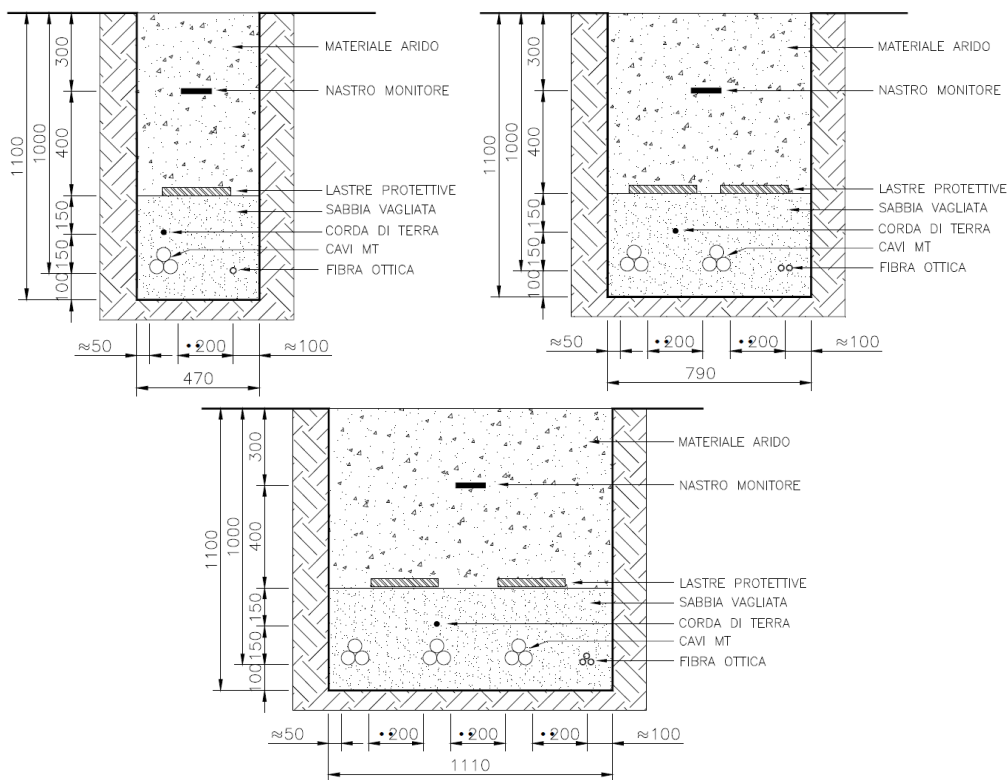 1100
1000
300
400
150
150
100
MATERIALE ARIDO
NASTRO MONITORE
LASTRE PROTETTIVE
SABBIA VAGLIATA
CORDA DI TERRA
CAVI MT
FIBRA OTTICA
≈50
200
≈100
470
1100
1000
300
400
150
150
100
MATERIALE ARIDO
NASTRO MONITORE
LASTRE PROTETTIVE
SABBIA VAGLIATA
CORDA DI TERRA
CAVI MT
FIBRA OTTICA
≈50
200
200
≈100
790
1100
1000
300
400
150
150
100
MATERIALE ARIDO
NASTRO MONITORE
LASTRE PROTETTIVE
SABBIA VAGLIATA
CORDA DI TERRA
CAVI MT
FIBRA OTTICA
≈50
200
200
200
≈100
1110